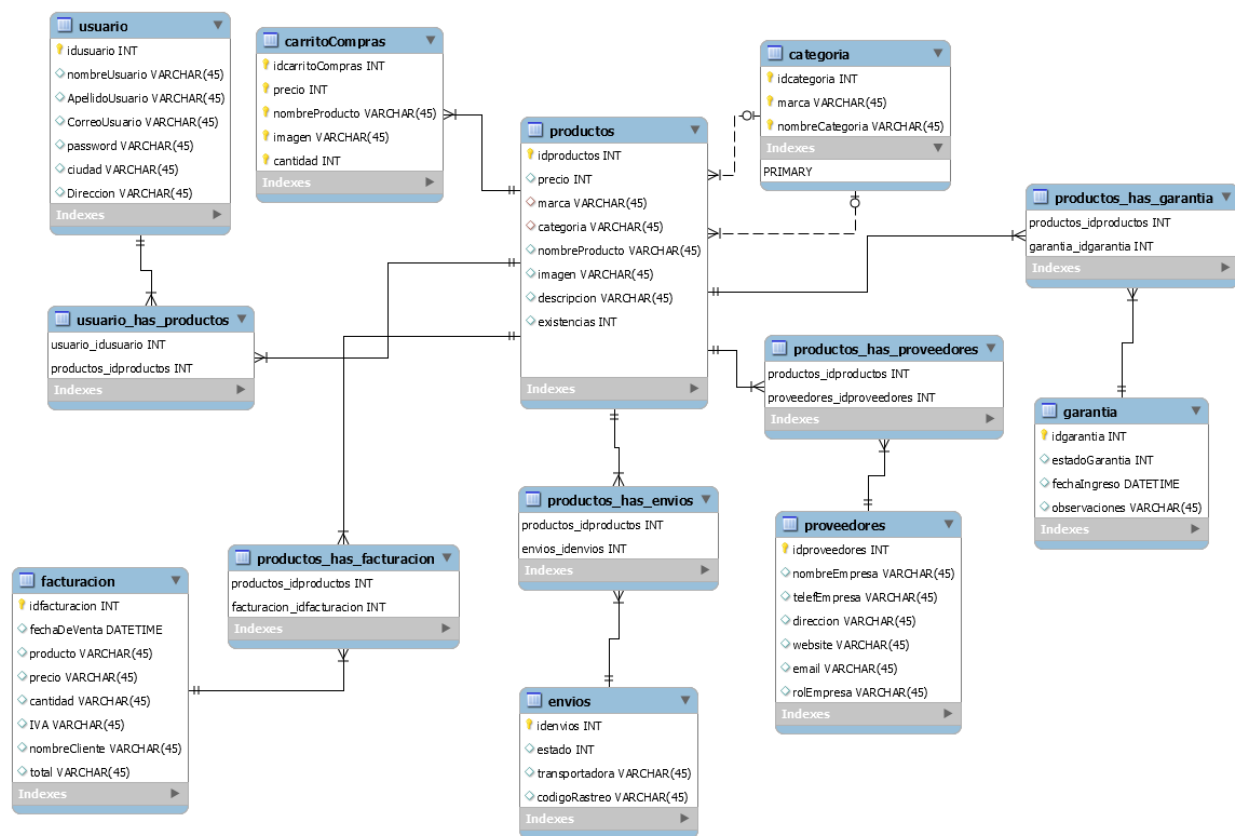 usuario
idusuario INT
nombreUsuario VARCHAR(45)
ApellidoUsuario VARCHAR(45)
CorreoUsuario VARCHAR(45)
password VARCHAR(45)
ciudad VARCHAR(45)
Direccion VARCHAR(45)
Indexes
carritoCompras
idcarritoCompras INT
precio INT
nombreProducto VARCHAR(45)
imagen VARCHAR(45)
cantidad INT
Indexes
categoria
idcategoria INT
marca VARCHAR(45)
nombreCategoria VARCHAR(45)
Indexes
PRIMARY
productos
idproductos INT
precio INT
marca VARCHAR(45)
categoria VARCHAR(45)
nombreProducto VARCHAR(45)
imagen VARCHAR(45)
descripcion VARCHAR(45)
existencias INT
Indexes
productos_has_garantia
productos_idproductos INT
garantia_idgarantia INT
Indexes
usuario_has_productos
usuario_idusuario INT
productos_idproductos INT
Indexes
productos_has_proveedores
productos_idproductos INT
proveedores_idproveedores INT
Indexes
garantia
idgarantia INT
estadoGarantia INT
fechaIngreso DATETIME
observaciones VARCHAR(45)
Indexes
productos_has_envios
productos_idproductos INT
envios_idenvios INT
Indexes
proveedores
idproveedores INT
nombreEmpresa VARCHAR(45)
telefEmpresa VARCHAR(45)
direccion VARCHAR(45)
website VARCHAR(45)
email VARCHAR(45)
rolEmpresa VARCHAR(45)
Indexes
productos_has_facturacion
productos_idproductos INT
facturacion_idfacturacion INT
Indexes
facturacion
idfacturacion INT
fechaDeVenta DATETIME
producto VARCHAR(45)
precio VARCHAR(45)
cantidad VARCHAR(45)
IVA VARCHAR(45)
nombreCliente VARCHAR(45)
total VARCHAR(45)
Indexes
envios
idenvios INT
estado INT
transportadora VARCHAR(45)
codigoRastreo VARCHAR(45)
Indexes